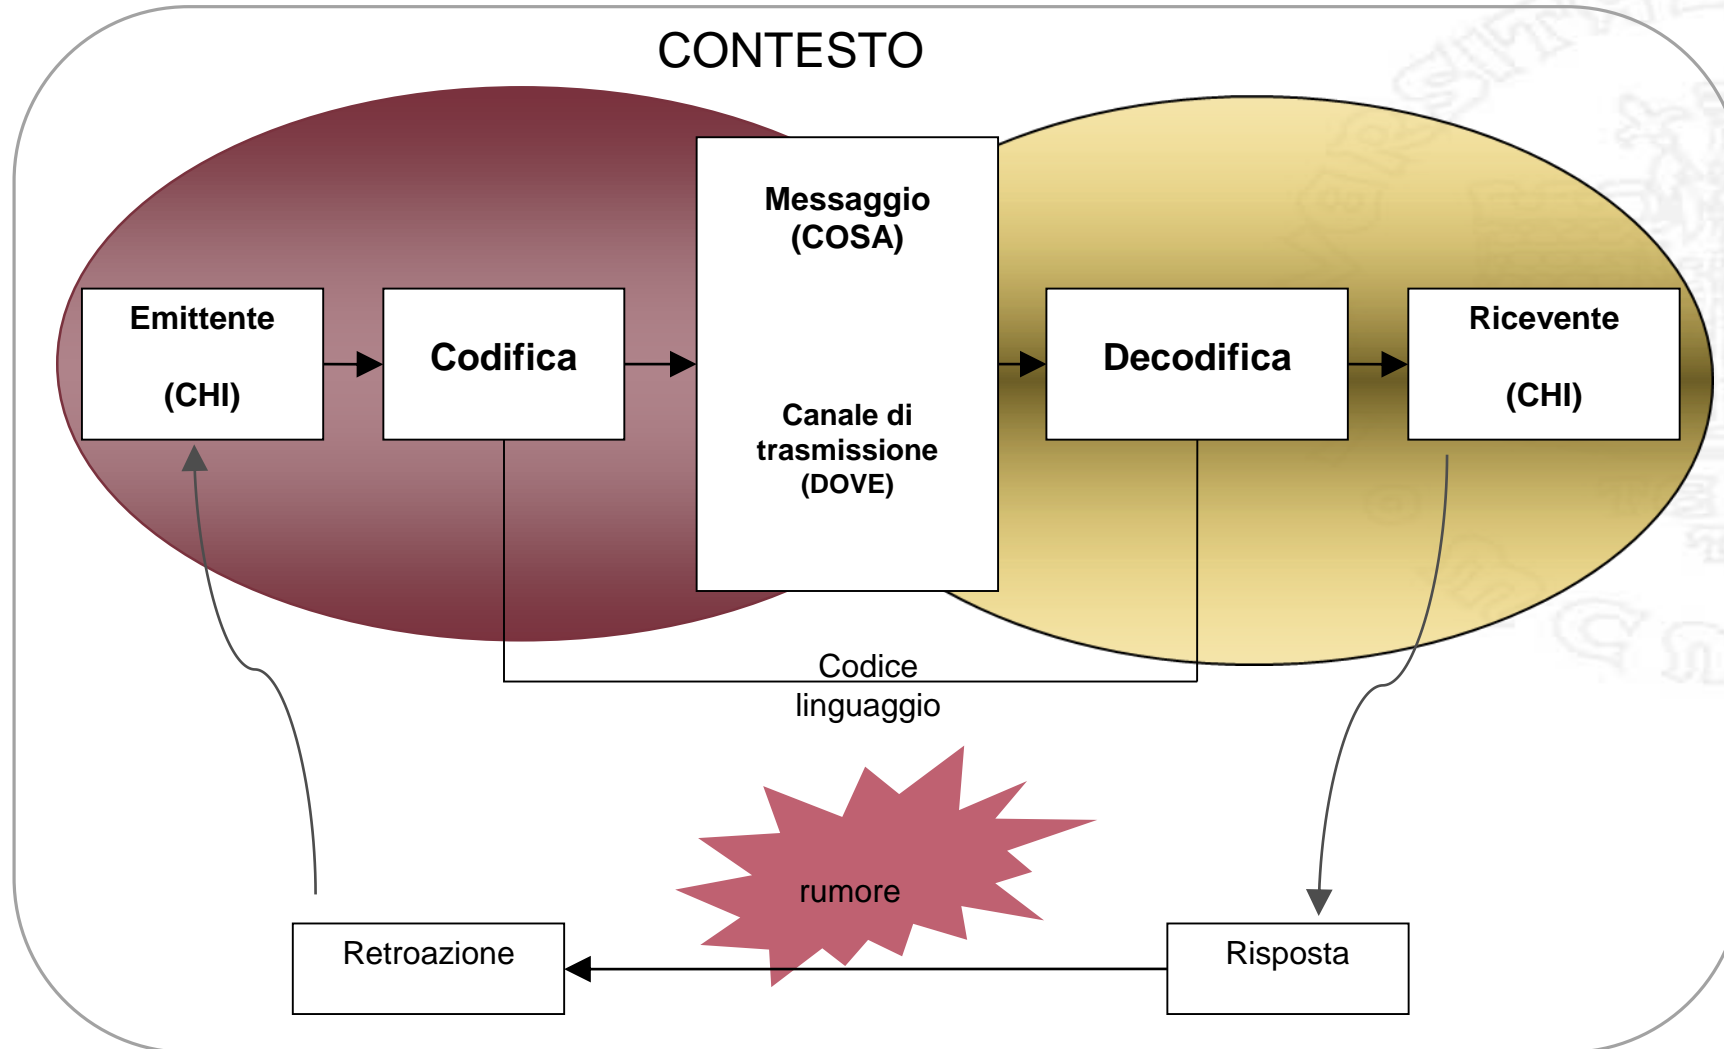 CONTESTO
Messaggio
(COSA)
Emittente
(CHI)
Codifica
Canale di
trasmissione
(DOVE)
Decodifica
Ricevente
(CHI)
Codice
linguaggio
rumore
Retroazione
Risposta